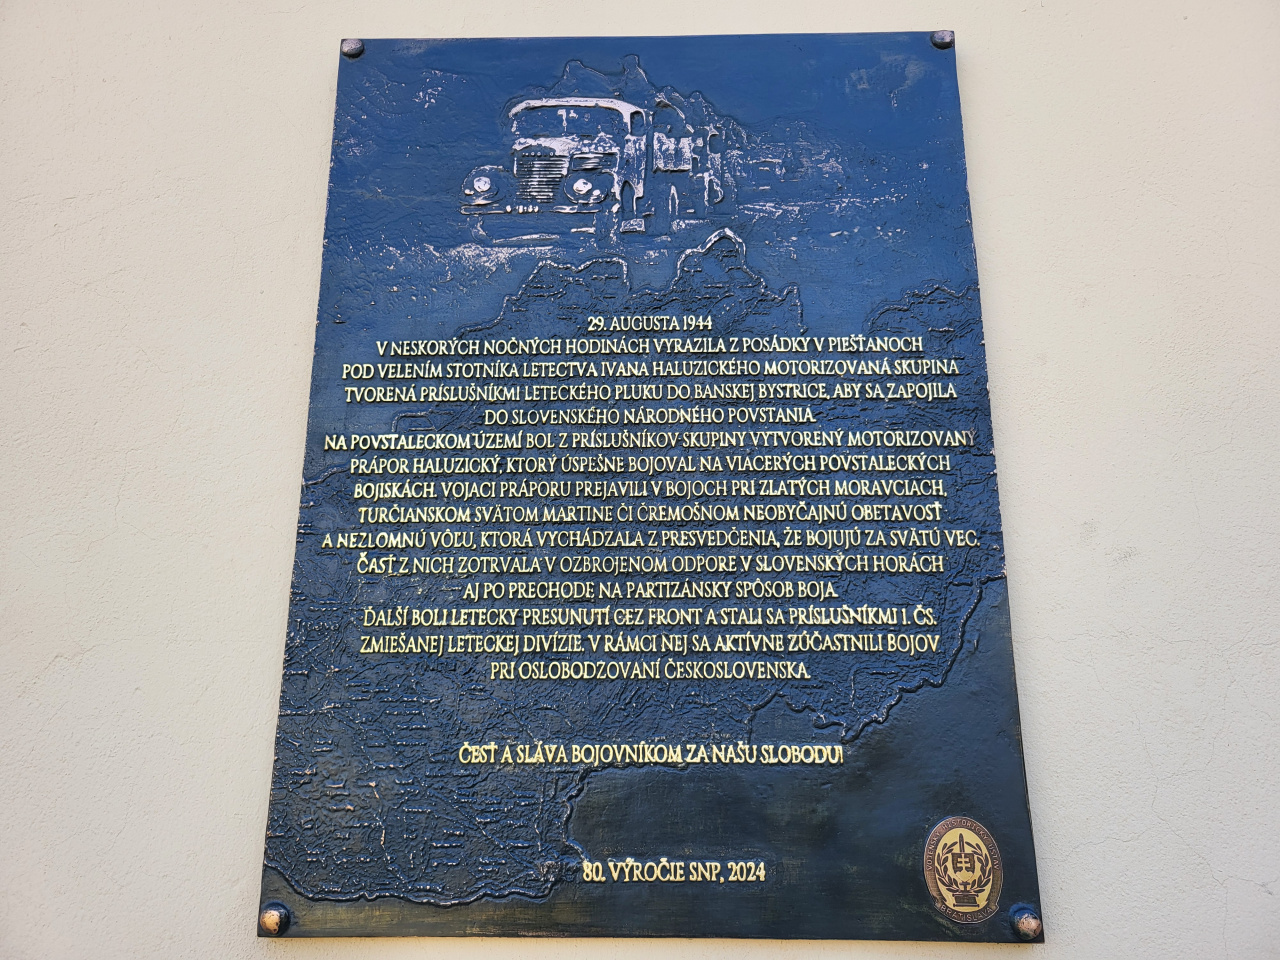 29. AUGUSTA 1944
V NESKORÝCH NOČNÝCH HODINÁCH VYRAZILA Z POSÁDKY V PIEŠŤANOCH
POD VELENÍM STOTNÍKA LETECTVA IVANA HALUZICKÉHO MOTORIZOVANÁ SKUPINA
TVORENÁ PRÍSLUŠNÍKMI LETECKÉHO PLUKU DO BANSKEJ BYSTRICE, ABY SA ZAPOJILA
DO SLOVENSKÉHO NÁRODNÉHO POVSTANIA.
NA POVSTALECKOM ÚZEMÍ BOL Z PRÍSLUŠNÍKOV SKUPINY VYTVORENÝ MOTORIZOVANÝ
PRÁPOR HALUZICKÝ, KTORÝ ÚSPEŠNE BOJOVAL NA VIACERÝCH POVSTALECKÝCH
BOJISKÁCH. VOJACI PRÁPORU PREJAVILI V BOJOCH PRI ZLATÝCH MORAVCIACH,
TURČIANSKOM SVÄTOM MARTINE ČI ČREMOŠNOM NEOBYČAJNÚ OBETAVOSŤ
A NEZLOMNÚ VÔĽU, KTORÁ VYCHÁDZALA Z PRESVEDČENIA, ŽE BOJUJÚ ZA SVÄTÚ VEC.
ČASŤ Z NICH ZOTRVALA V OZBROJENOM ODPORE V SLOVENSKÝCH HORÁCH
AJ PO PRECHODE NA PARTIZÁNSKY SPÔSOB BOJA.
ĎALŠÍ BOLI LETECKY PRESUNUTÍ CEZ FRONT A STALI SA PRÍSLUŠNÍKMI 1. ČS.
ZMIEŠANEJ LETECKEJ DIVÍZIE. V RÁMCI NEJ SA AKTÍVNE ZÚČASTNILI BOJOV
PRI OSLOBODZOVANÍ ČESKOSLOVENSKA.
ČESŤ A SLÁVA BOJOVNÍKOM ZA NAŠU SLOBODU!
80. VÝROČIE SNP, 2024
VOJENSKÝ HISTORICKÝ ÚSTAV
BRATISLAVA